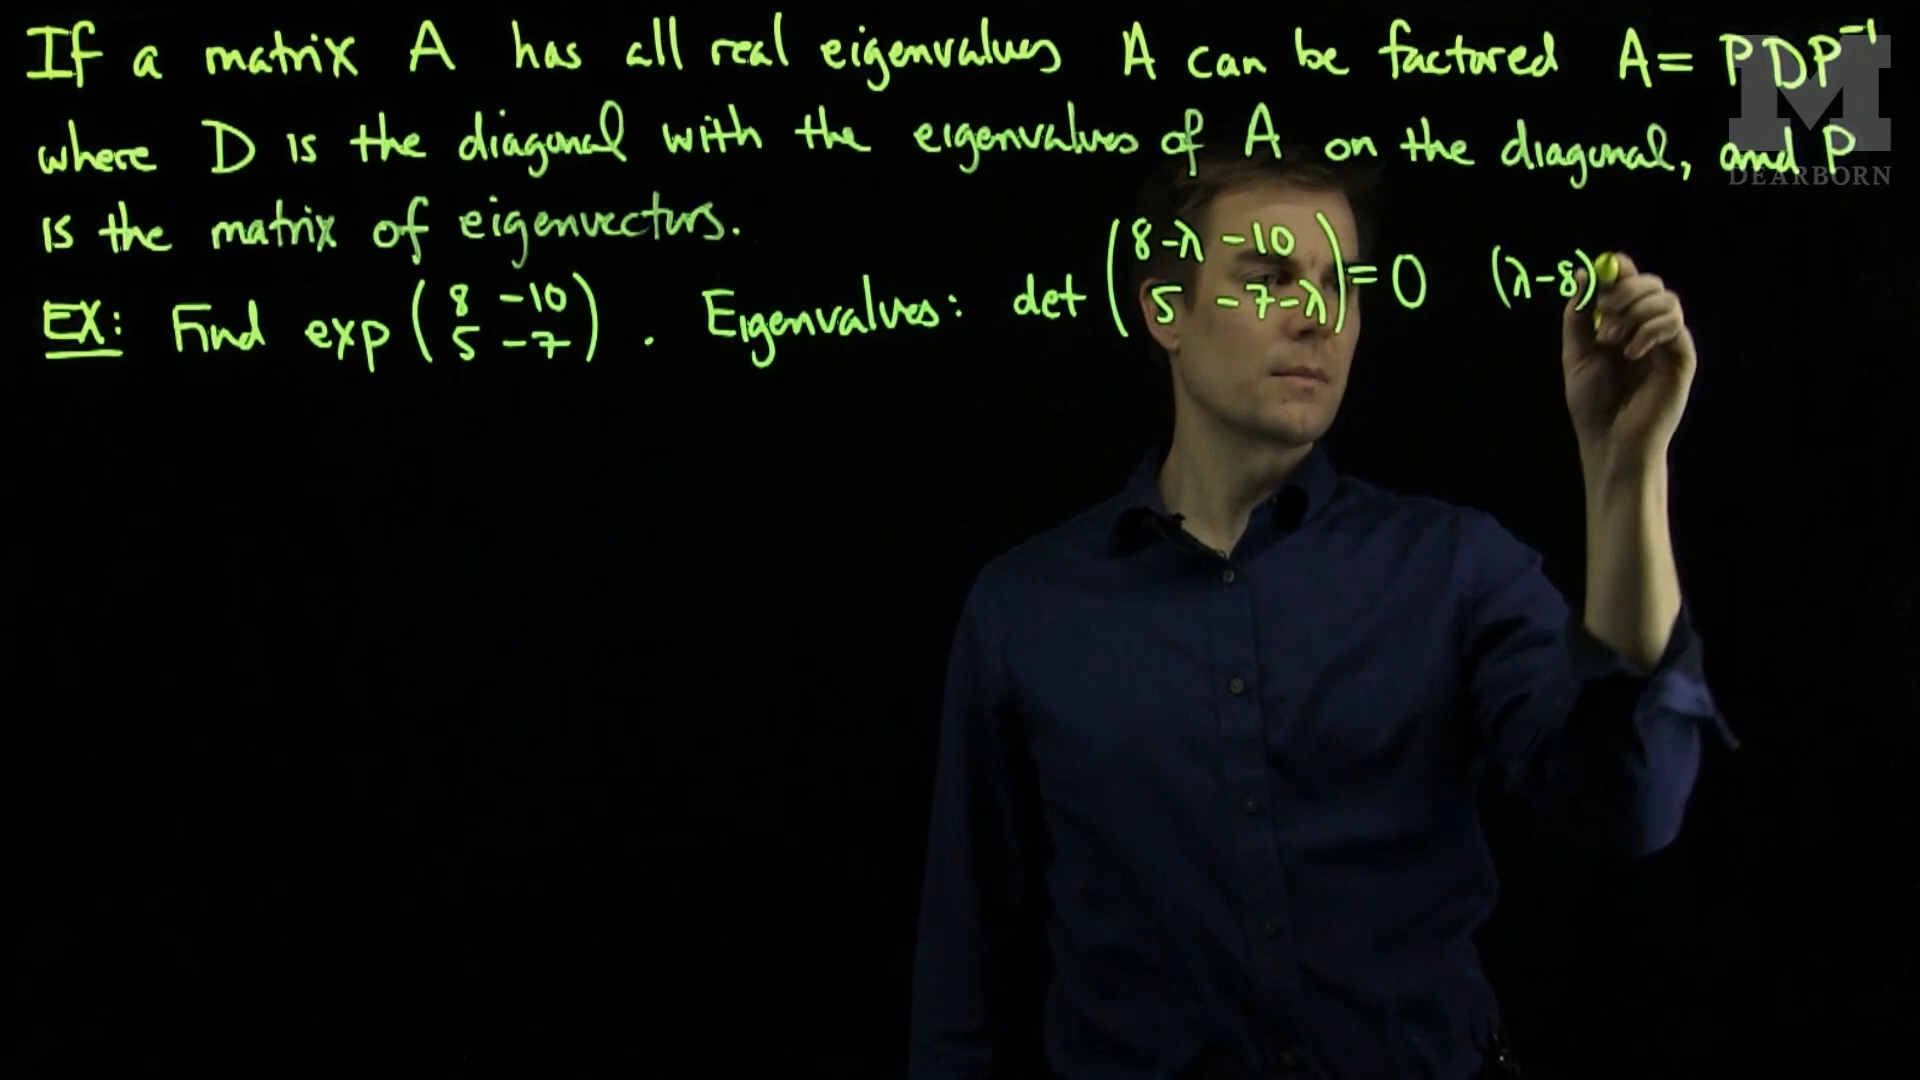 If a matrix A has all real eigenvalues A can be factored A = PDP⁻¹
where D is the diagonal with the eigenvalues of A on the diagonal, and P
is the matrix of eigenvectors.
EX: Find exp ( 8 -10 ; 5 -7 ) . Eigenvalues: det ( 8-λ -10 ; 5 -7-λ ) = 0 (λ-8)
M
DEARBORN